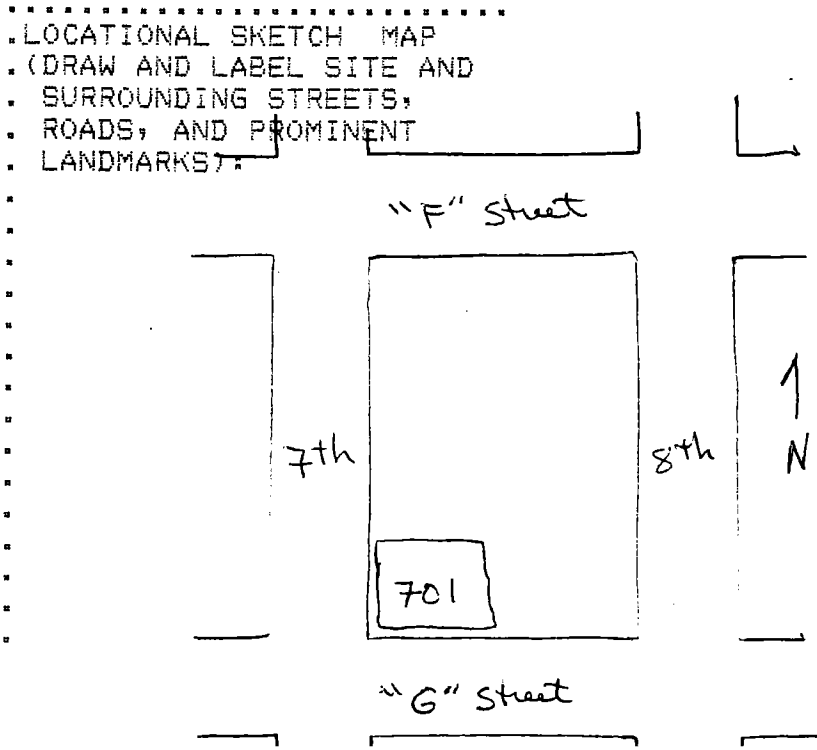 LOCATIONAL SKETCH MAP
(DRAW AND LABEL SITE AND
SURROUNDING STREETS,
ROADS, AND PROMINENT
LANDMARKS):
"F" Street
7th
8th
N
701
"G" Street